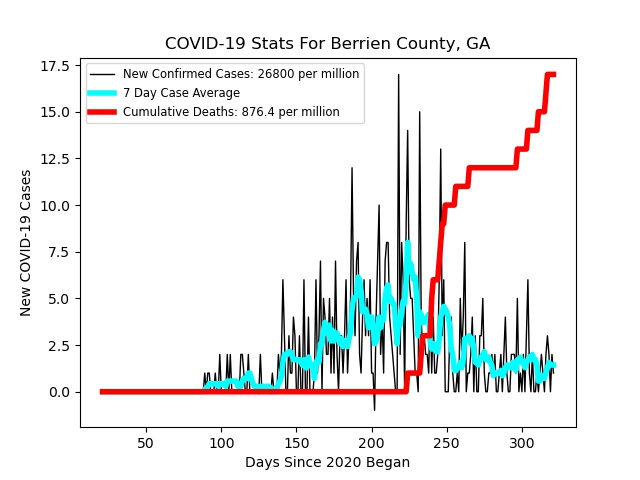 COVID-19 Stats For Berrien County, GA
New Confirmed Cases: 26800 per million
7 Day Case Average
Cumulative Deaths: 876.4 per million
New COVID-19 Cases
17.5
15.0
12.5
10.0
7.5
5.0
2.5
0.0
50 100 150 200 250 300
Days Since 2020 Began